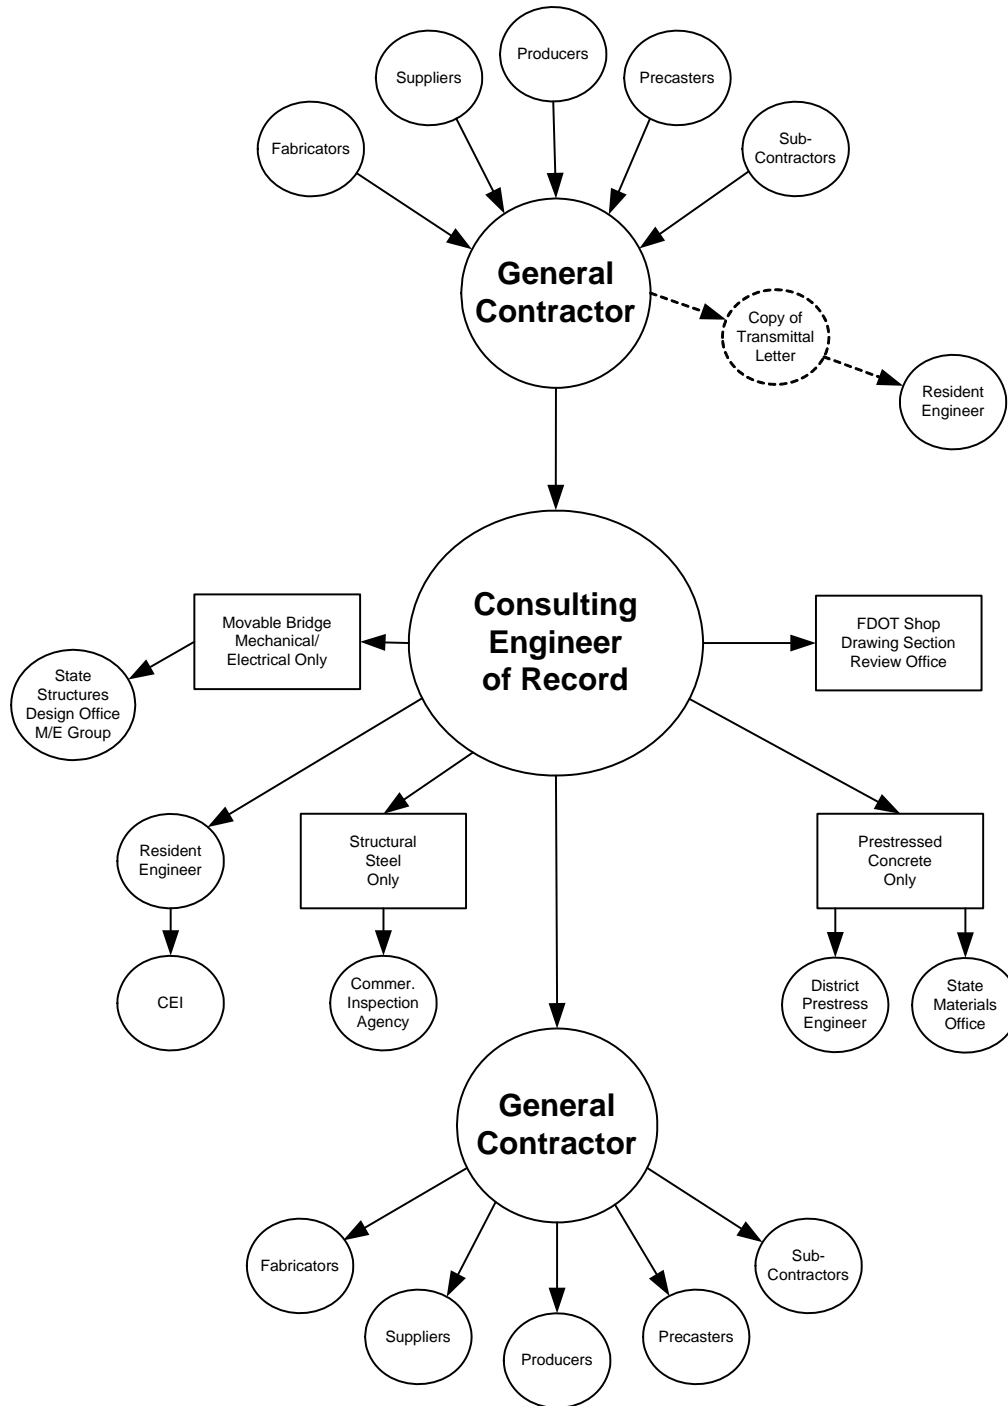 Producers
Suppliers
Precasters
Fabricators
Sub-
Contractors
General
Contractor
Copy of
Transmittal
Letter
Resident
Engineer
Consulting
Engineer
of Record
Movable Bridge
Mechanical/
Electrical Only
FDOT Shop
Drawing Section
Review Office
State
Structures
Design Office
M/E Group
Resident
Engineer
Structural
Steel
Only
Prestressed
Concrete
Only
CEI
Commer.
Inspection
Agency
District
Prestress
Engineer
State
Materials
Office
General
Contractor
Fabricators
Sub-
Contractors
Suppliers
Precasters
Producers